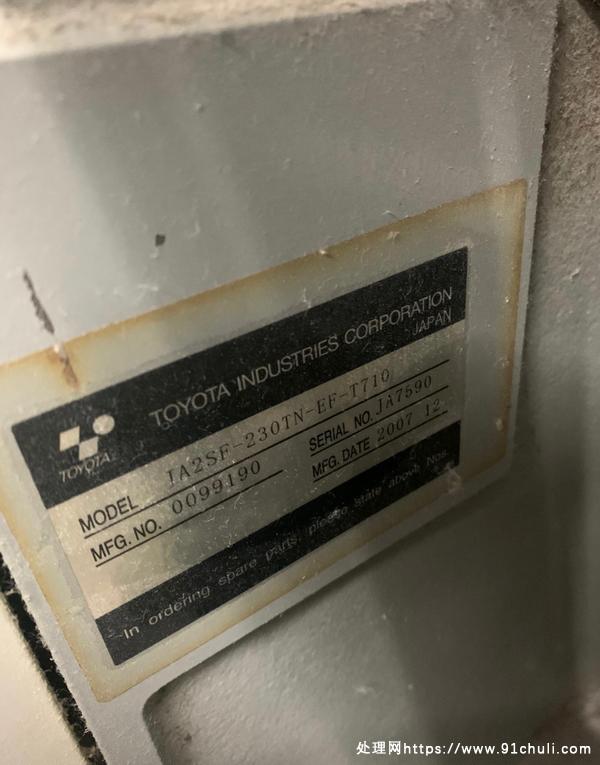 TOYOTA INDUSTRIES CORPORATION
JAPAN
TOYOTA
MODEL JA2SF-230TN-EF-T710
MFG. NO. 0099190
SERIAL NO. JA7590
MFG. DATE 2007 12.
In ordering spare parts, please state above Nos.
处理网https://www.91chuli.com/